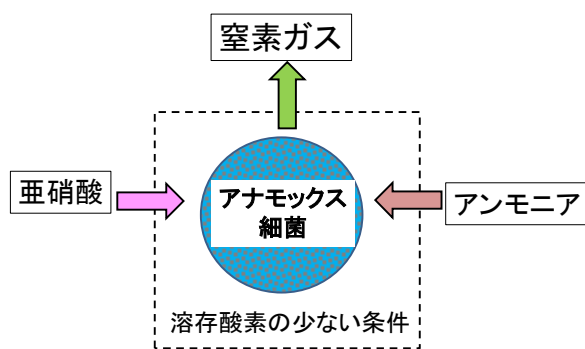 窒素ガス
亜硝酸
アナモックス
細菌
アンモニア
溶存酸素の少ない条件